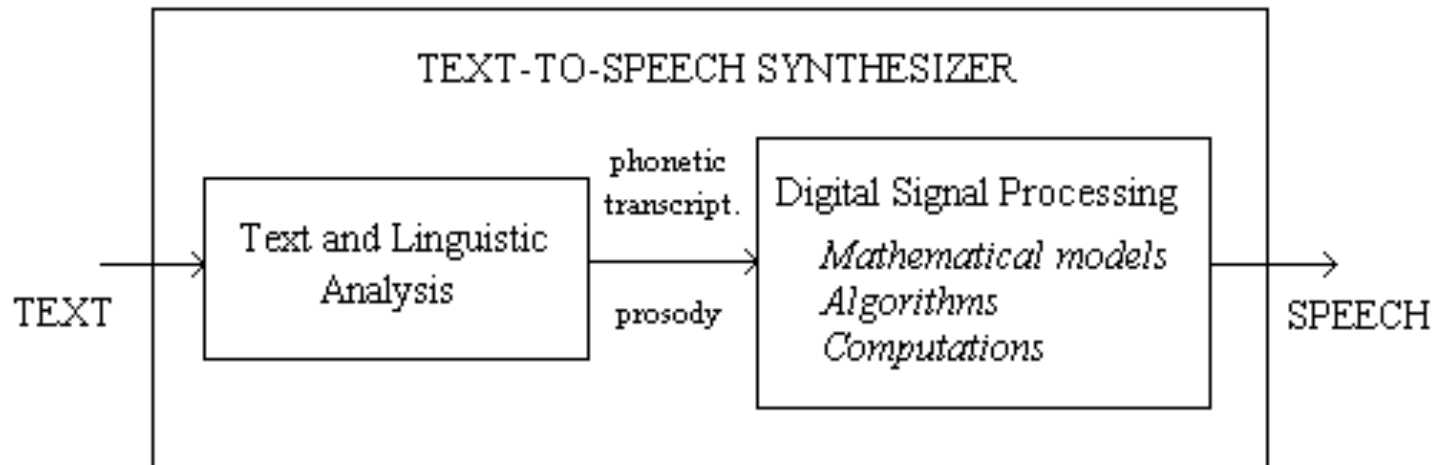 TEXT-TO-SPEECH SYNTHESIZER
TEXT
Text and Linguistic
Analysis
phonetic
transcript.
prosody
Digital Signal Processing
Mathematical models
Algorithms
Computations
SPEECH